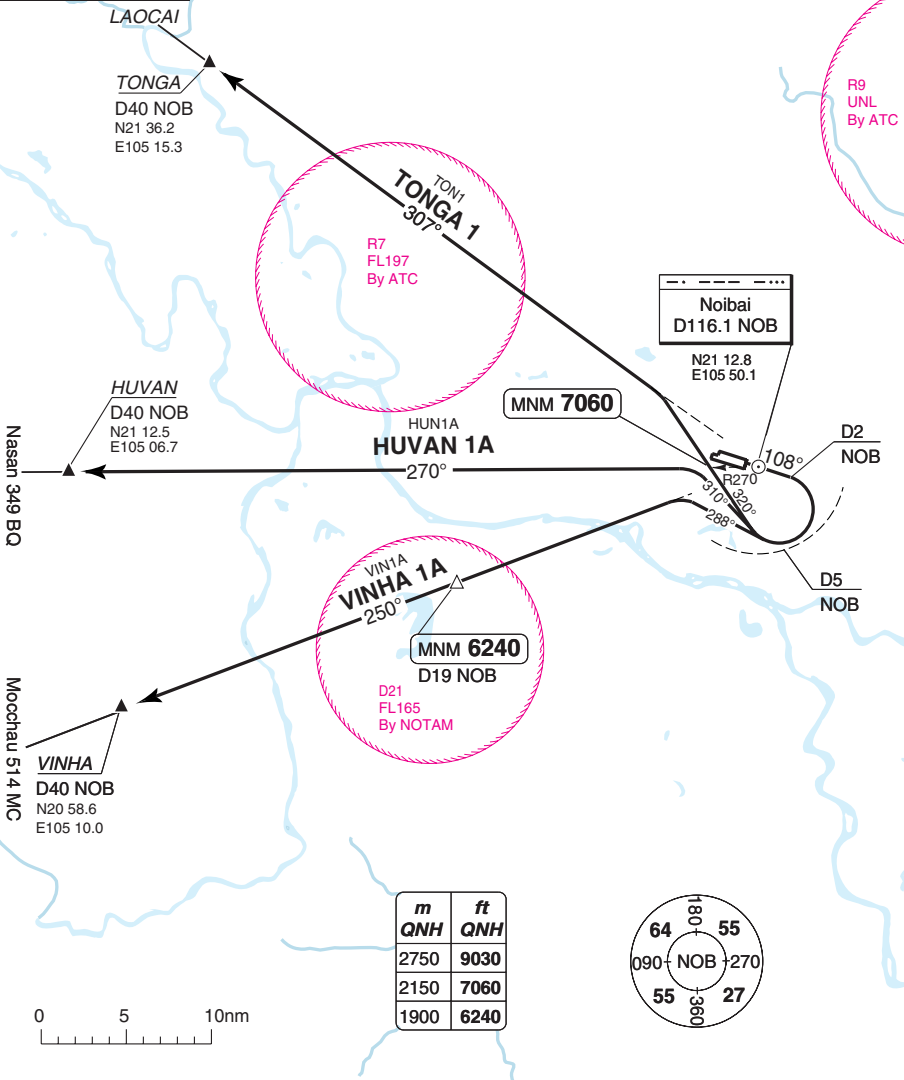 LAOCAI
TONGA
D40 NOB
N21 36.2
E105 15.3
R9
UNL
By ATC
TON1
TONGA 1
307°
R7
FL197
By ATC
Noibai
D116.1 NOB
N21 12.8
E105 50.1
MNM 7060
HUVAN
D40 NOB
N21 12.5
E105 06.7
Nasan 349 BQ
HUN1A
HUVAN 1A
270°
108°
R270
D2
NOB
310°
320°
288°
D5
NOB
VIN1A
VINHA 1A
250°
MNM 6240
D19 NOB
D21
FL165
By NOTAM
Mocchau 514 MC
VINHA
D40 NOB
N20 58.6
E105 10.0
m ft
QNH QNH
2750 9030
2150 7060
1900 6240
180
64 55
090 NOB 270
55 27
360
0 5 10nm